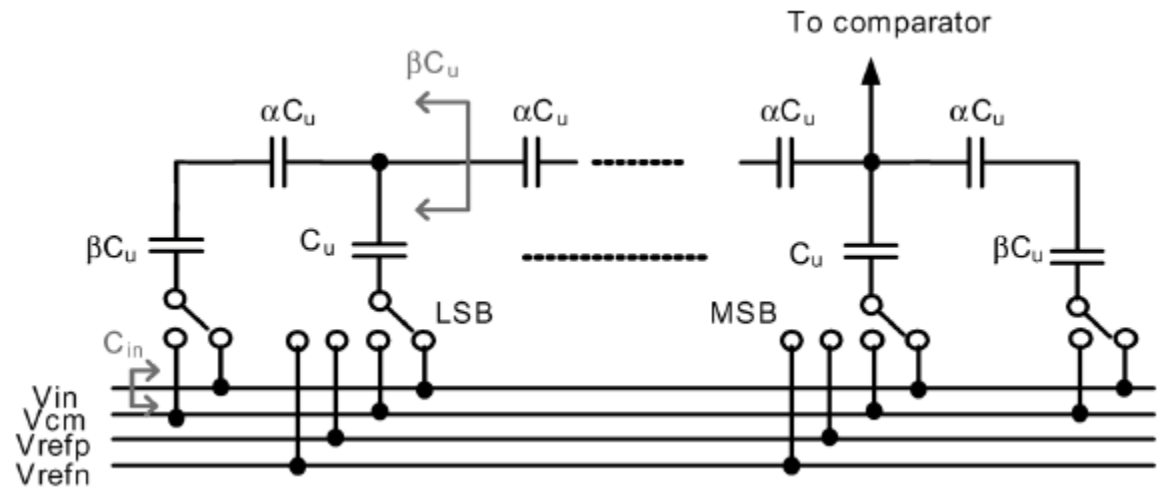 To comparator
βCᵤ
αCᵤ
αCᵤ
αCᵤ
αCᵤ
βCᵤ
Cᵤ
Cᵤ
βCᵤ
LSB
MSB
Cᵢₙ
Vin
Vcm
Vrefp
Vrefn